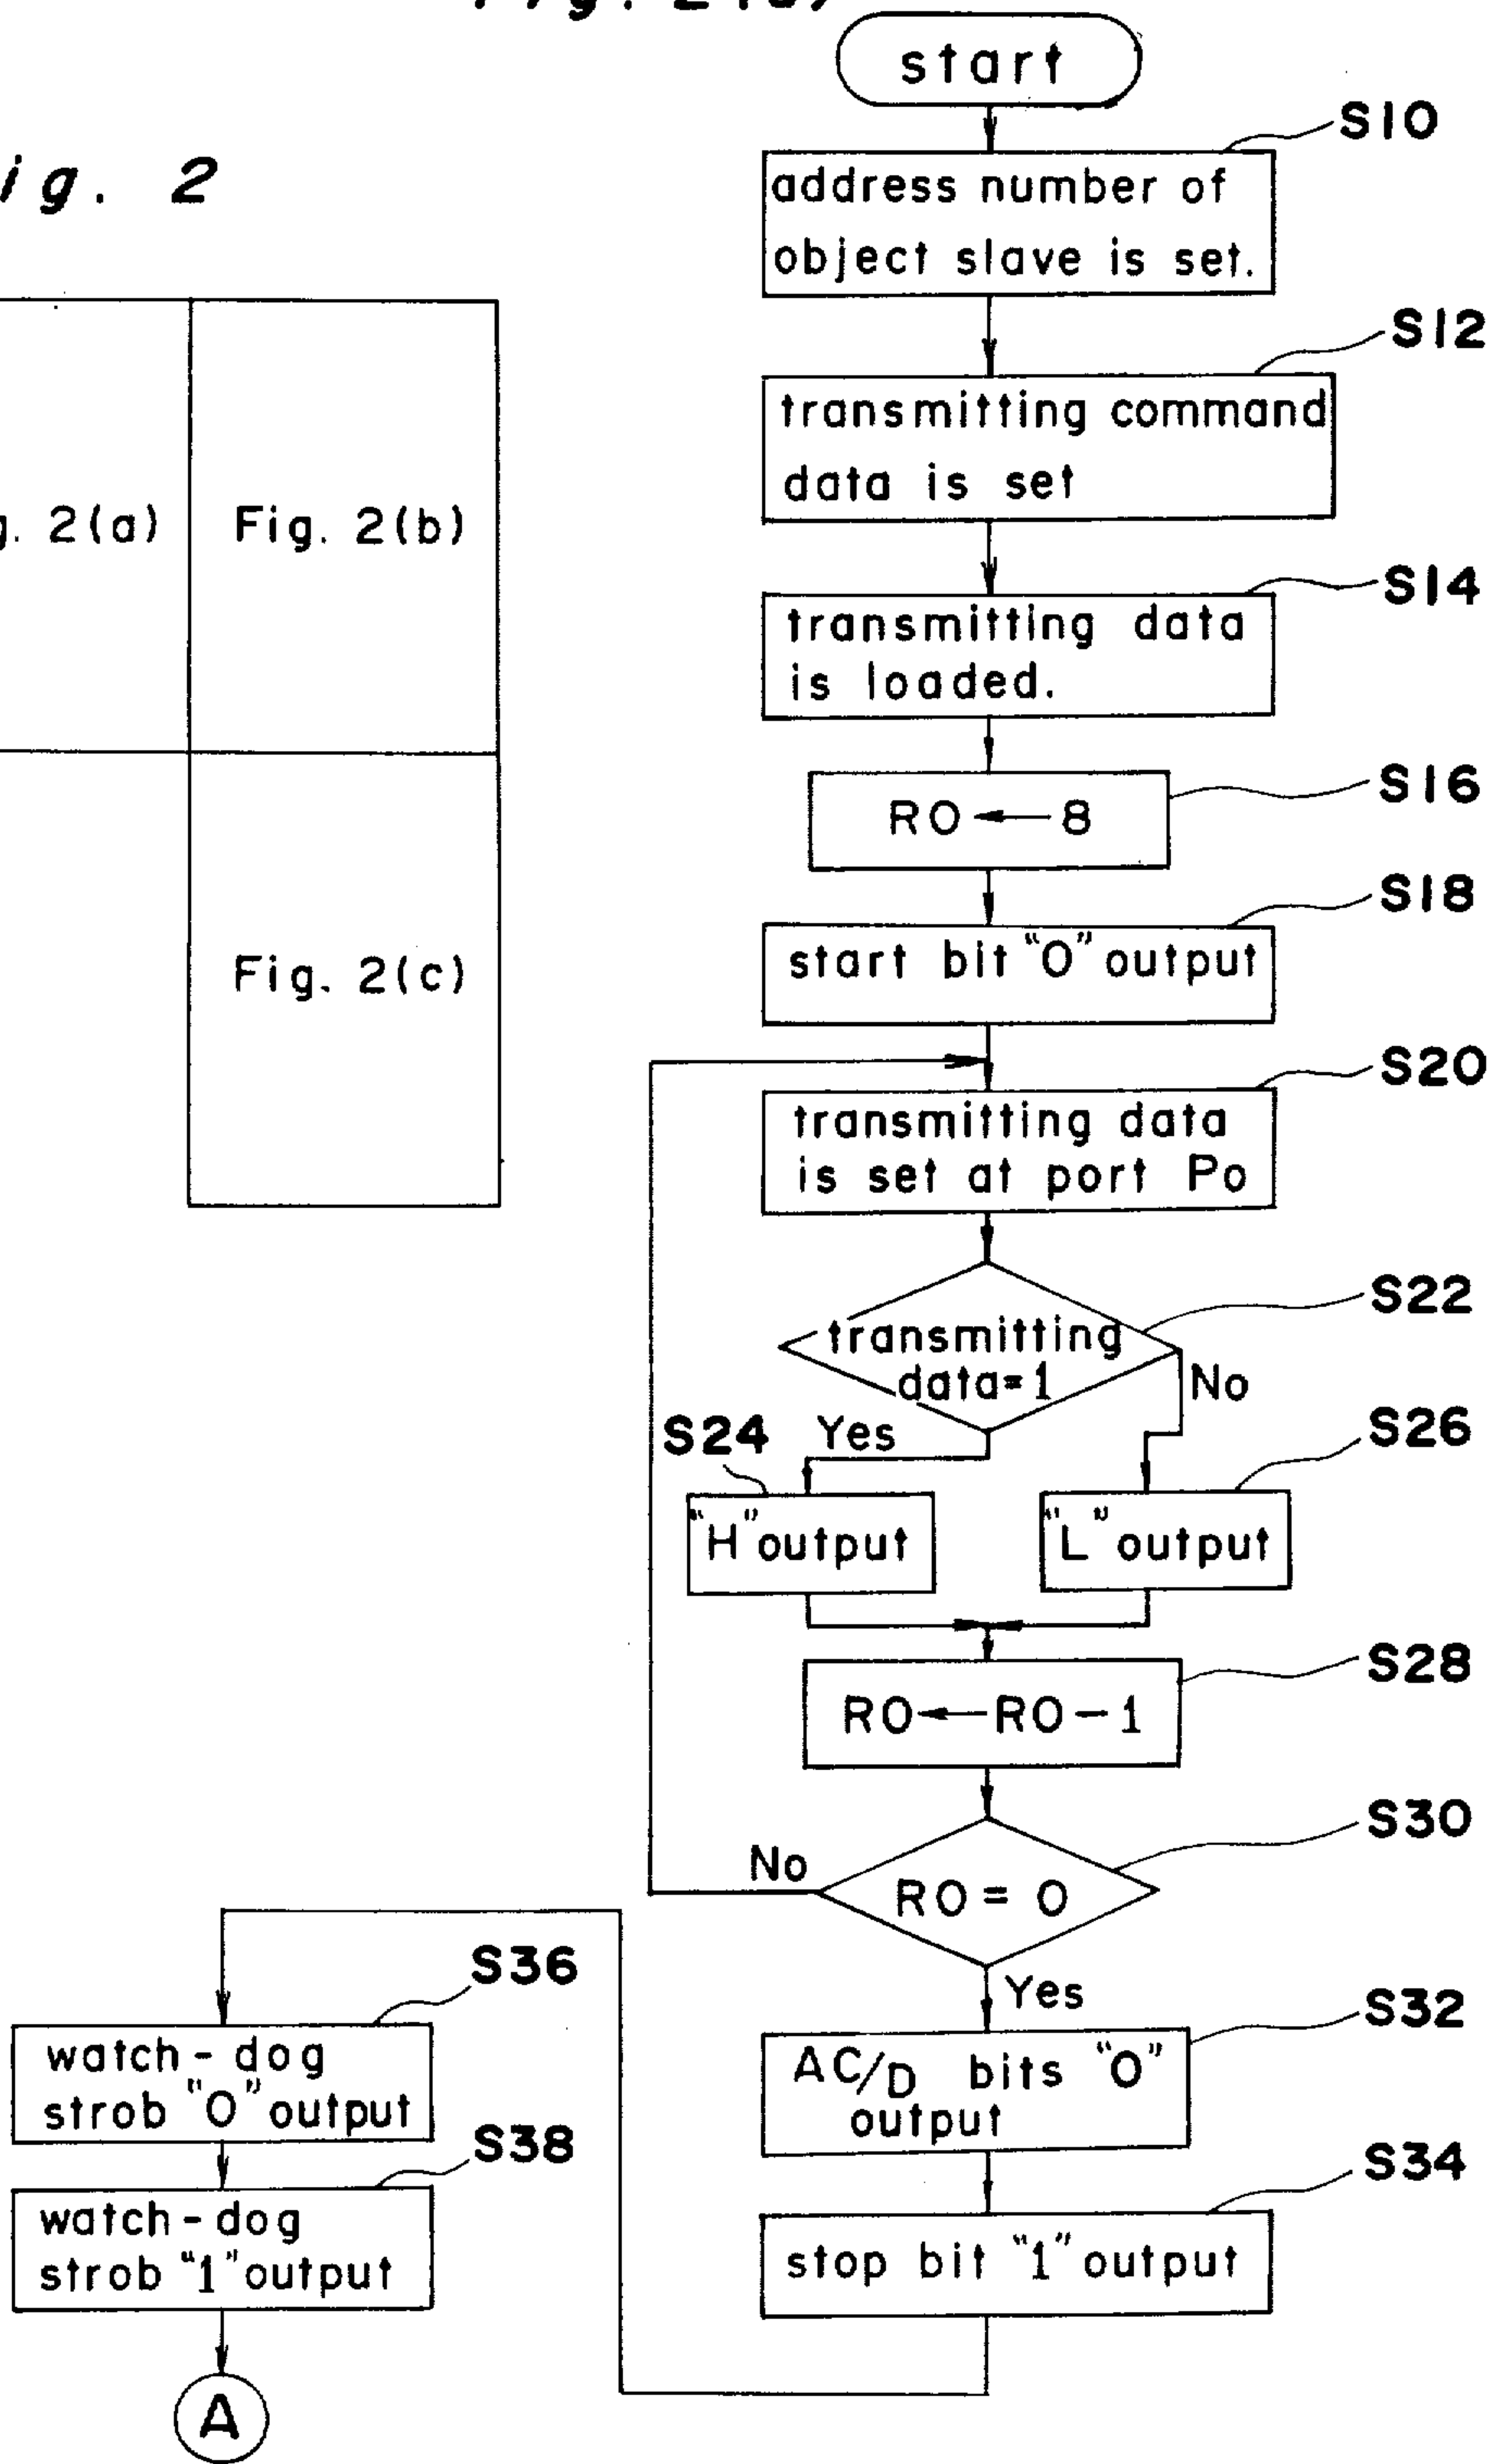 ig. 2
2(a)
Fig. 2(b)
Fig. 2(c)
start
S10
address number of
object slave is set.
S12
transmitting command
data is set
S14
transmitting data
is loaded.
S16
RO ← 8
S18
start bit "0" output
S20
transmitting data
is set at port Po
S22
transmitting
data=1
No
Yes
S24
"H" output
S26
"L" output
S28
RO ← RO - 1
S30
RO = 0
No
Yes
S32
AC/D bits "0"
output
S34
stop bit "1" output
S36
watch-dog
strob "0" output
S38
watch-dog
strob "1" output
A